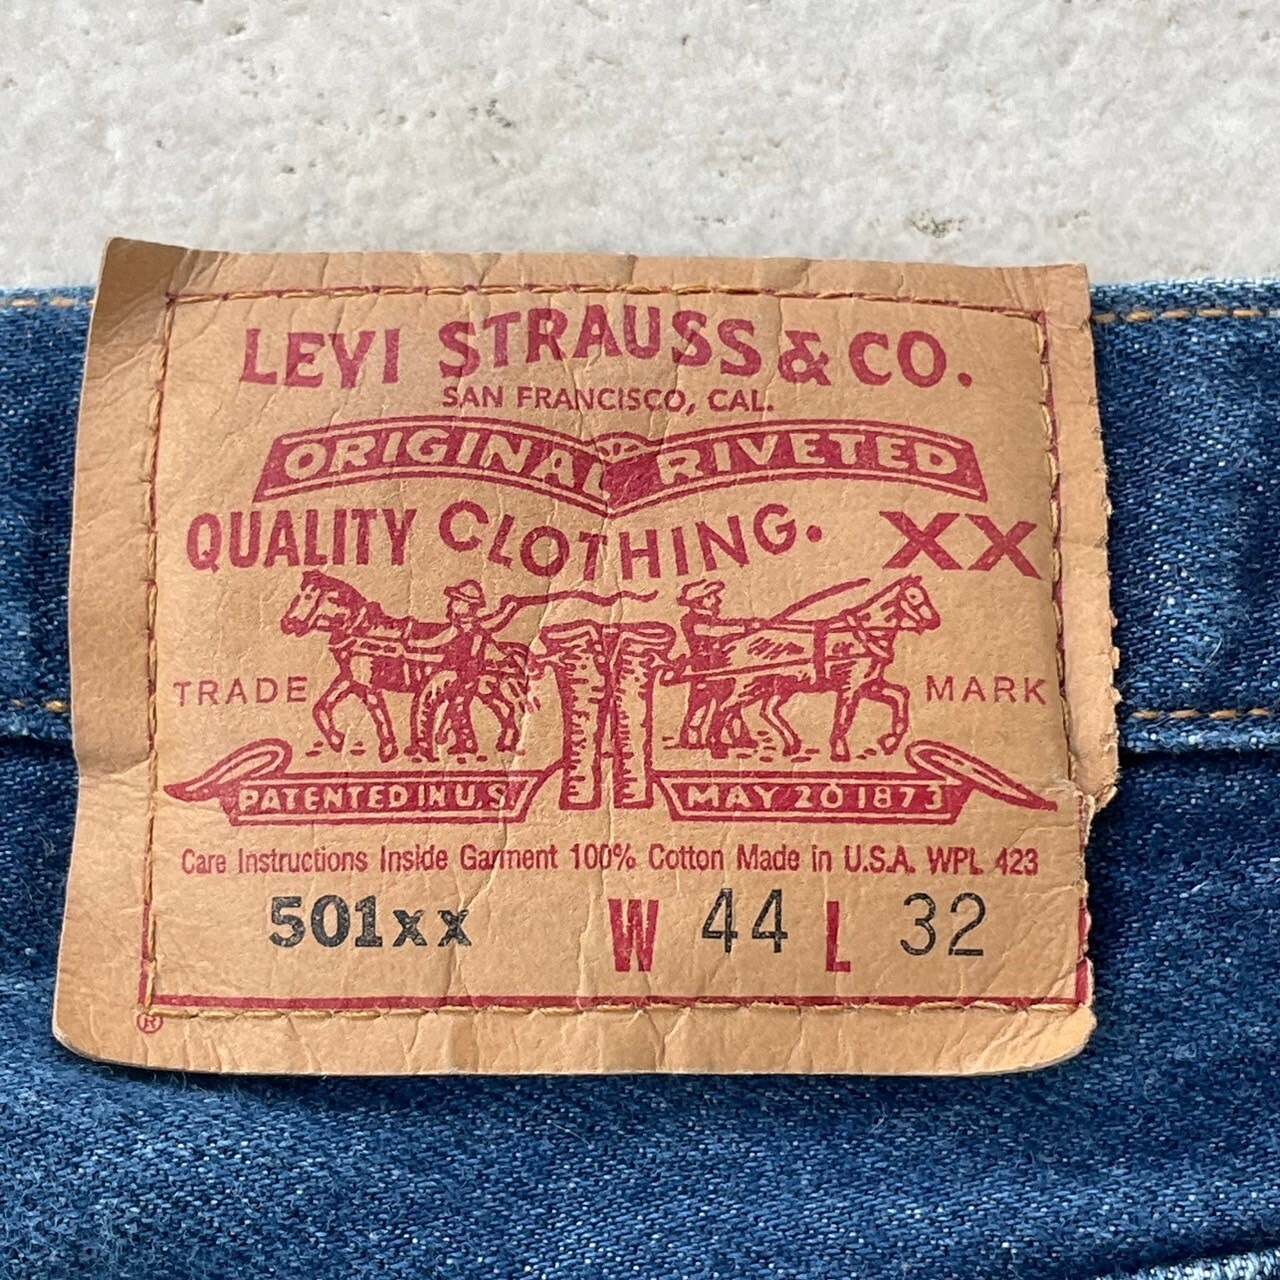 LEVI STRAUSS & CO.
SAN FRANCISCO, CAL.
ORIGINAL RIVETED
QUALITY CLOTHING. XX
TRADE MARK
PATENTED IN U.S MAY 20 1873
Care Instructions Inside Garment 100% Cotton Made in U.S.A. WPL 423
501xx W 44 L 32
®